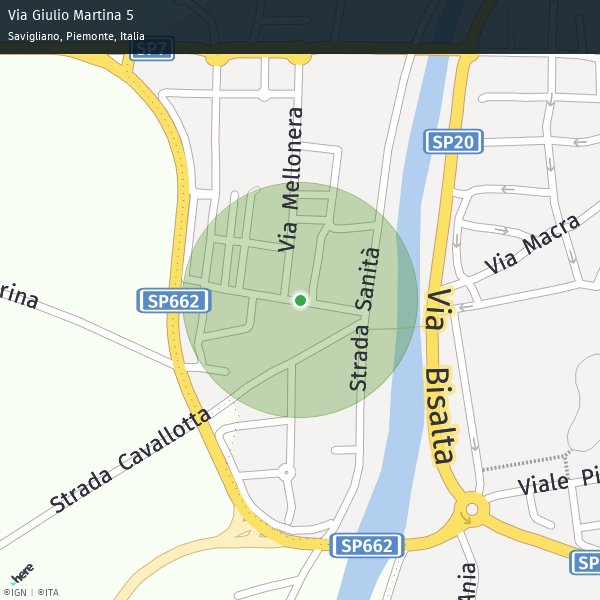 Via Giulio Martina 5
Savigliano, Piemonte, Italia
SP7
SP20
Via Mellonera
Via Macra
Strada Sanità
rina
SP662
Via Bisalta
Strada Cavallotta
Viale Pi
SP662
SP
Ania
here
©IGN | ©ITA